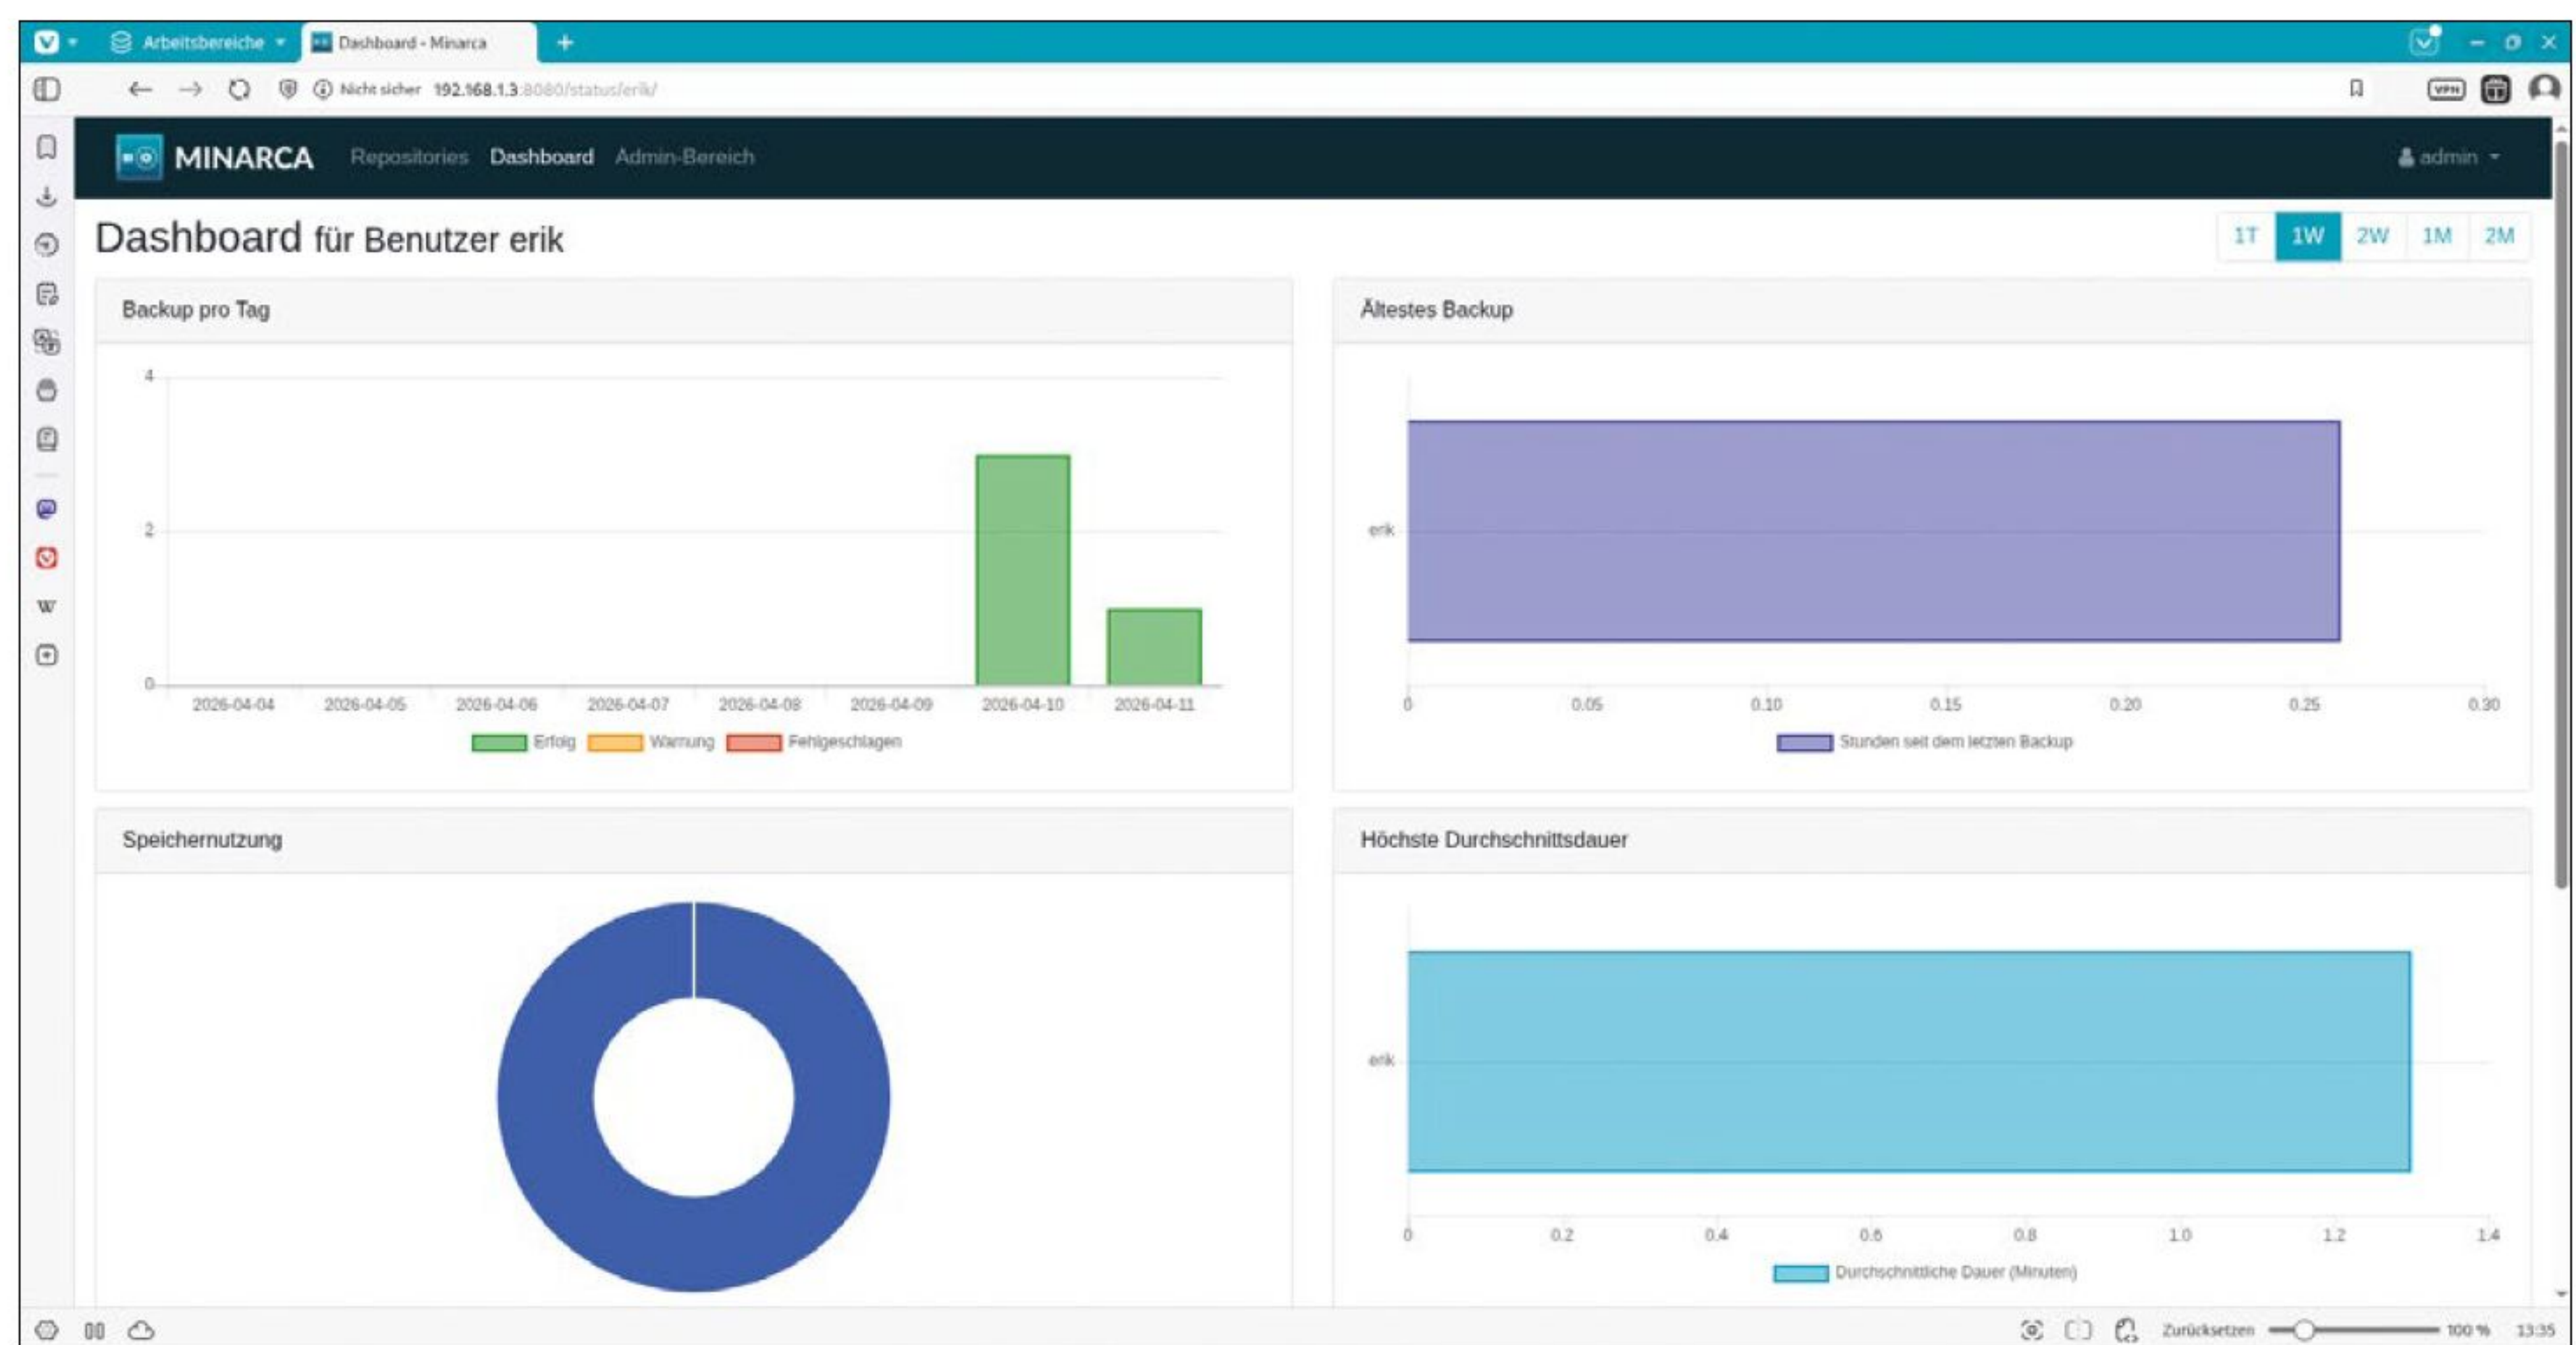 Arbeitsbereiche
Dashboard - Minarca
Nicht sicher 192.168.1.3:8080/status/erik/
VPN
MINARCA Repositories Dashboard Admin-Bereich admin
Dashboard für Benutzer erik
1T 1W 2W 1M 2M
Backup pro Tag
4
2
0
2026-04-04 2026-04-05 2026-04-06 2026-04-07 2026-04-08 2026-04-09 2026-04-10 2026-04-11
Erfolg Warnung Fehlgeschlagen
Ältestes Backup
erik
0 0.05 0.10 0.15 0.20 0.25 0.30
Stunden seit dem letzten Backup
W
Speichernutzung
Höchste Durchschnittsdauer
erik
0 0.2 0.4 0.6 0.8 1.0 1.2 1.4
Durchschnittliche Dauer (Minuten)
Zurücksetzen 100 % 13:35